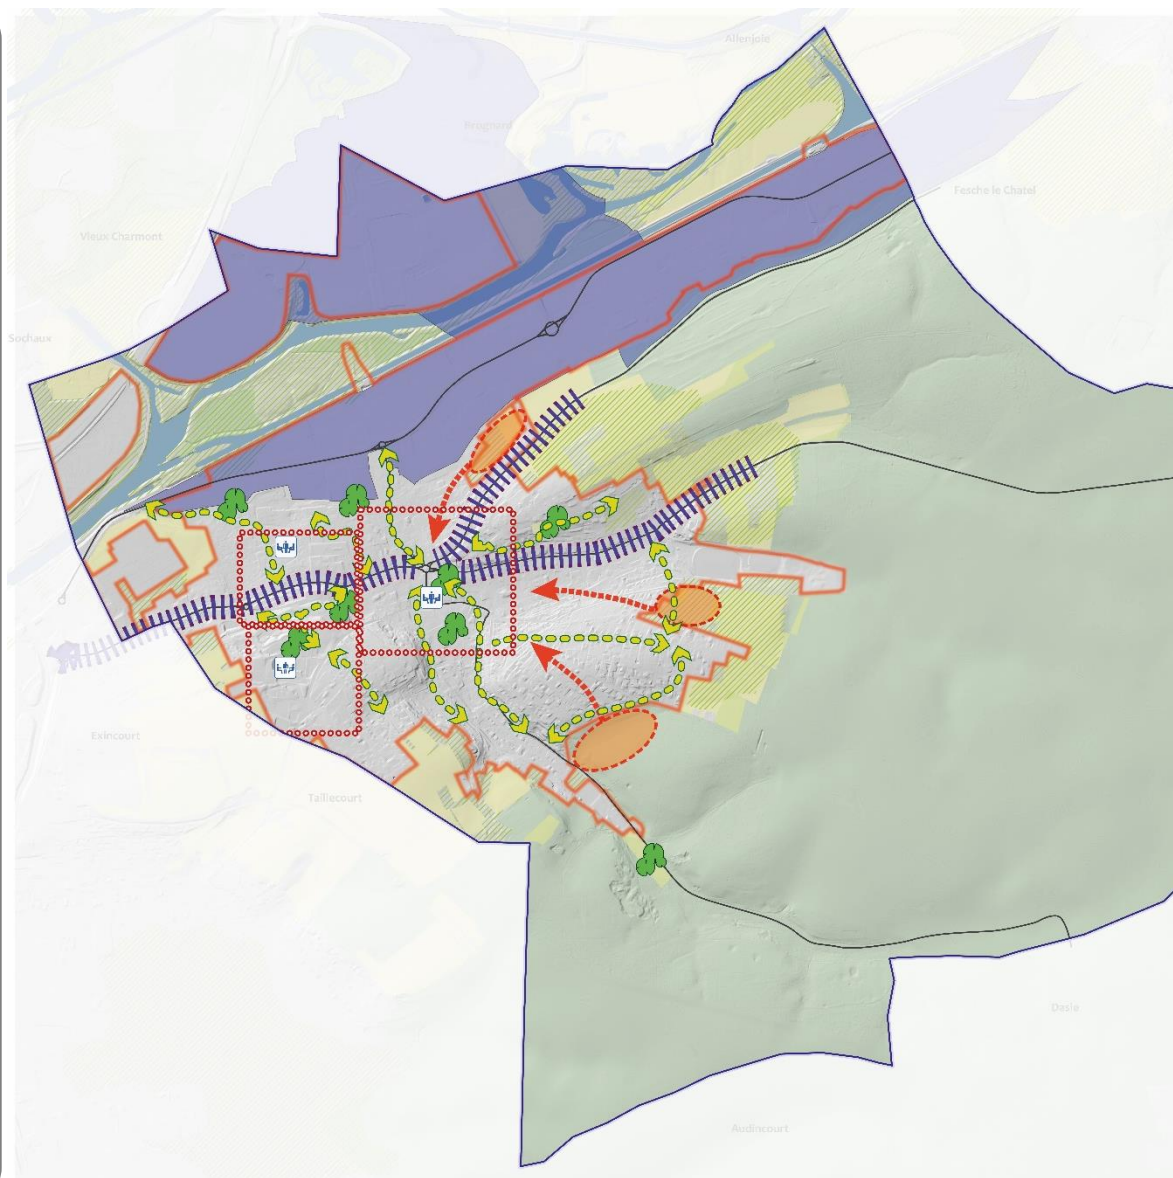 Allenjoie
Brognard
Fesche le Chatel
Vieux Charmont
Sochaux
Exincourt
Taillecourt
Dasle
Audincourt